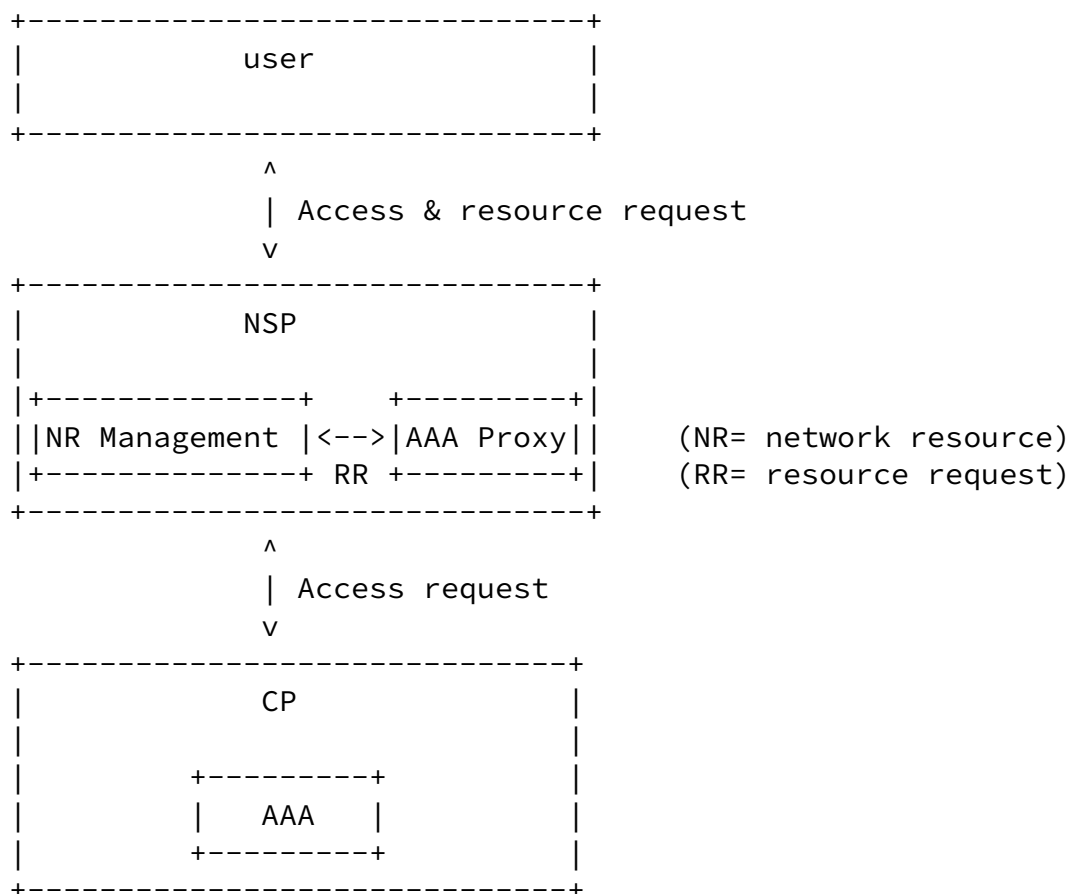 user
Access & resource request
NSP
NR Management <--> AAA Proxy (NR= network resource)
RR (RR= resource request)
Access request
CP
AAA